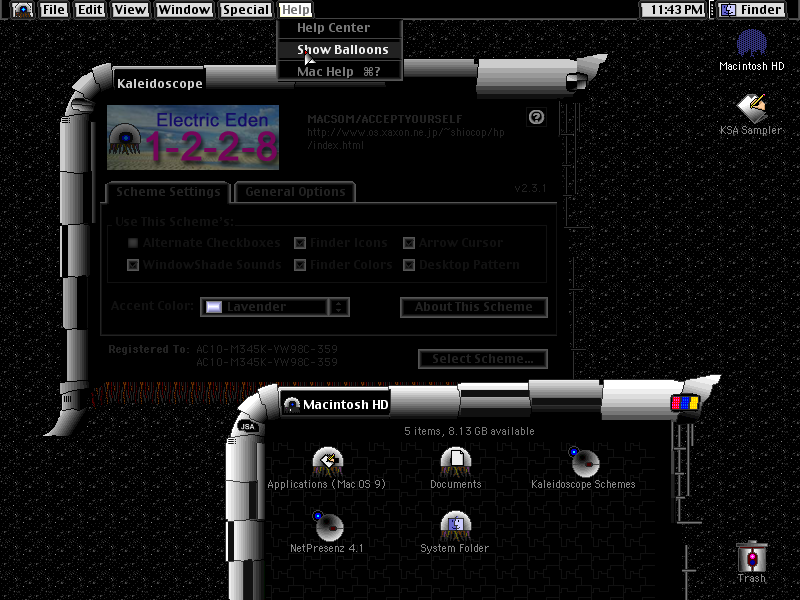 File Edit View Window Special Help 11:43 PM Finder
Help Center
Show Balloons
Mac Help ⌘?
Macintosh HD
KSA Sampler
Kaleidoscope
Electric Eden
1-2-2-8
MACSOM/ACCEPTYOURSELF
http://www.os.xaxon.ne.jp/~shiocop/hp
/index.html
v2.3.1
Scheme Settings General Options
Use This Scheme's:
Alternate Checkboxes Finder Icons Arrow Cursor
WindowShade Sounds Finder Colors Desktop Pattern
Accent Color: Lavender About This Scheme
Registered To: AC10-M345K-YW98C-359
AC10-M345K-YW98C-359
Select Scheme...
Macintosh HD
JSA
5 items, 8.13 GB available
Applications (Mac OS 9) Documents Kaleidoscope Schemes
NetPresenz 4.1 System Folder
Trash